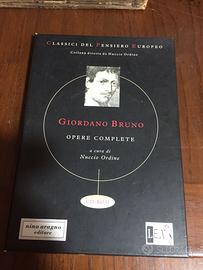 CLASSICI DEL PENSIERO EUROPEO
Collana diretta da Nuccio Ordine
GIORDANO BRUNO
OPERE COMPLETE
a cura di
Nuccio Ordine
CD-ROM
nino aragno
editore
subito